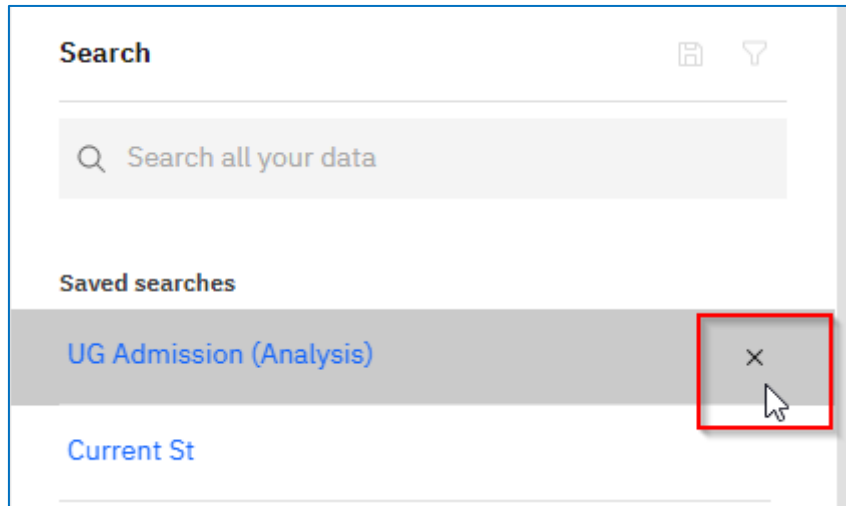 Search
Search all your data
Saved searches
UG Admission (Analysis)
Current St